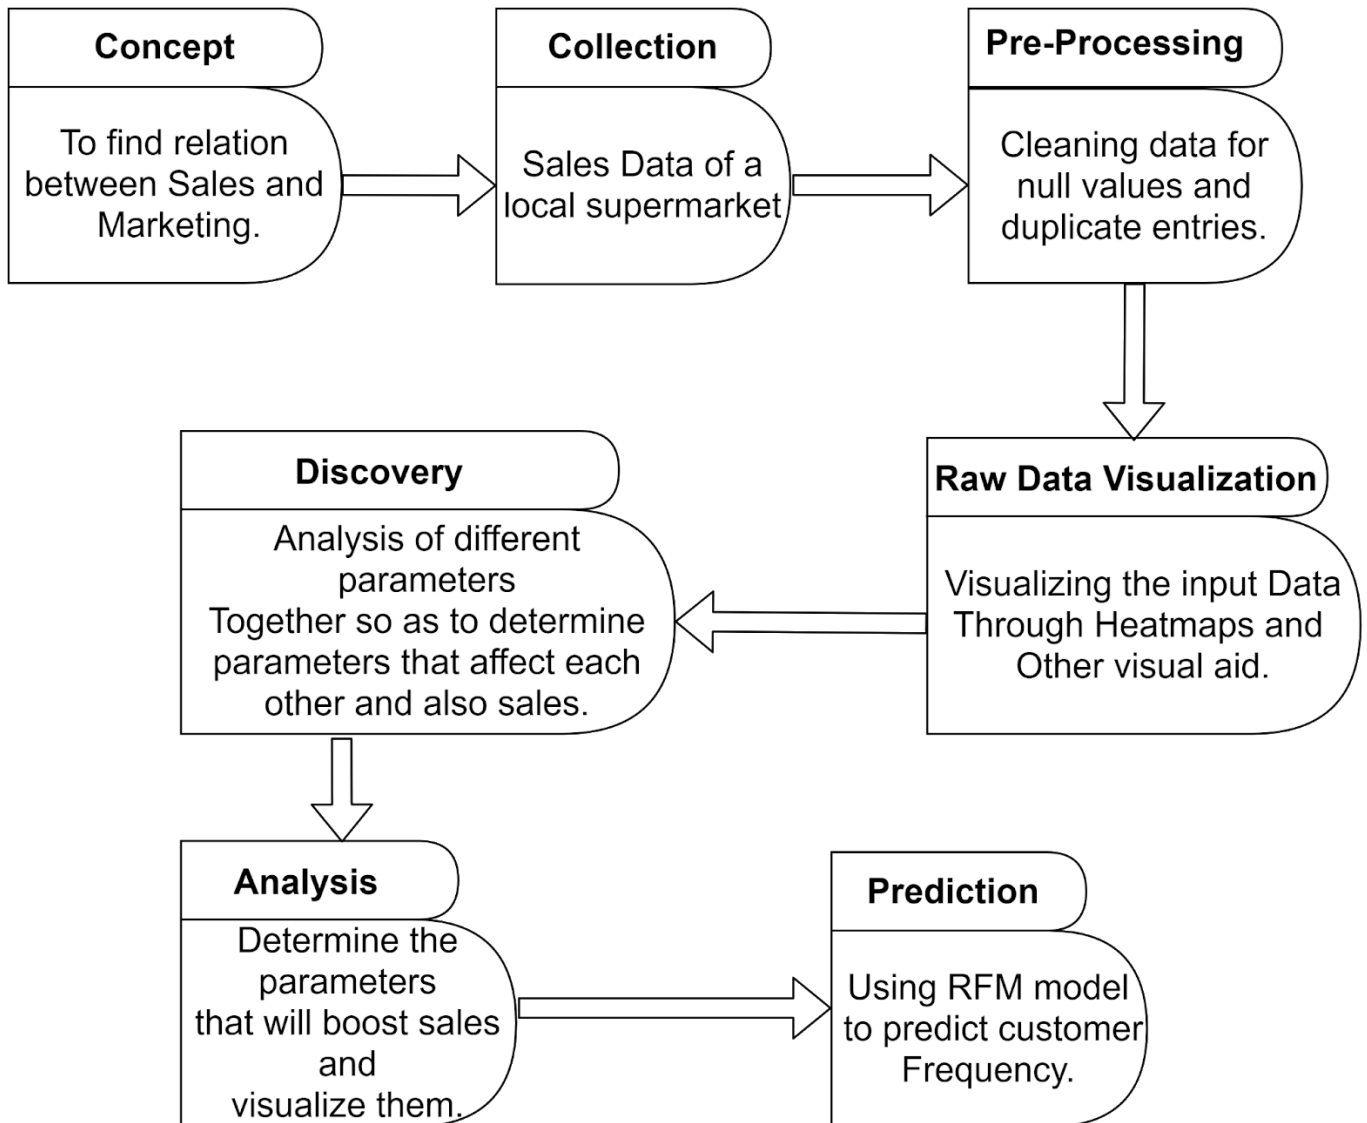 Concept
To find relation
between Sales and
Marketing.
Collection
Sales Data of a
local supermarket
Pre-Processing
Cleaning data for
null values and
duplicate entries.
Raw Data Visualization
Visualizing the input Data
Through Heatmaps and
Other visual aid.
Discovery
Analysis of different
parameters
Together so as to determine
parameters that affect each
other and also sales.
Analysis
Determine the
parameters
that will boost sales
and
visualize them.
Prediction
Using RFM model
to predict customer
Frequency.